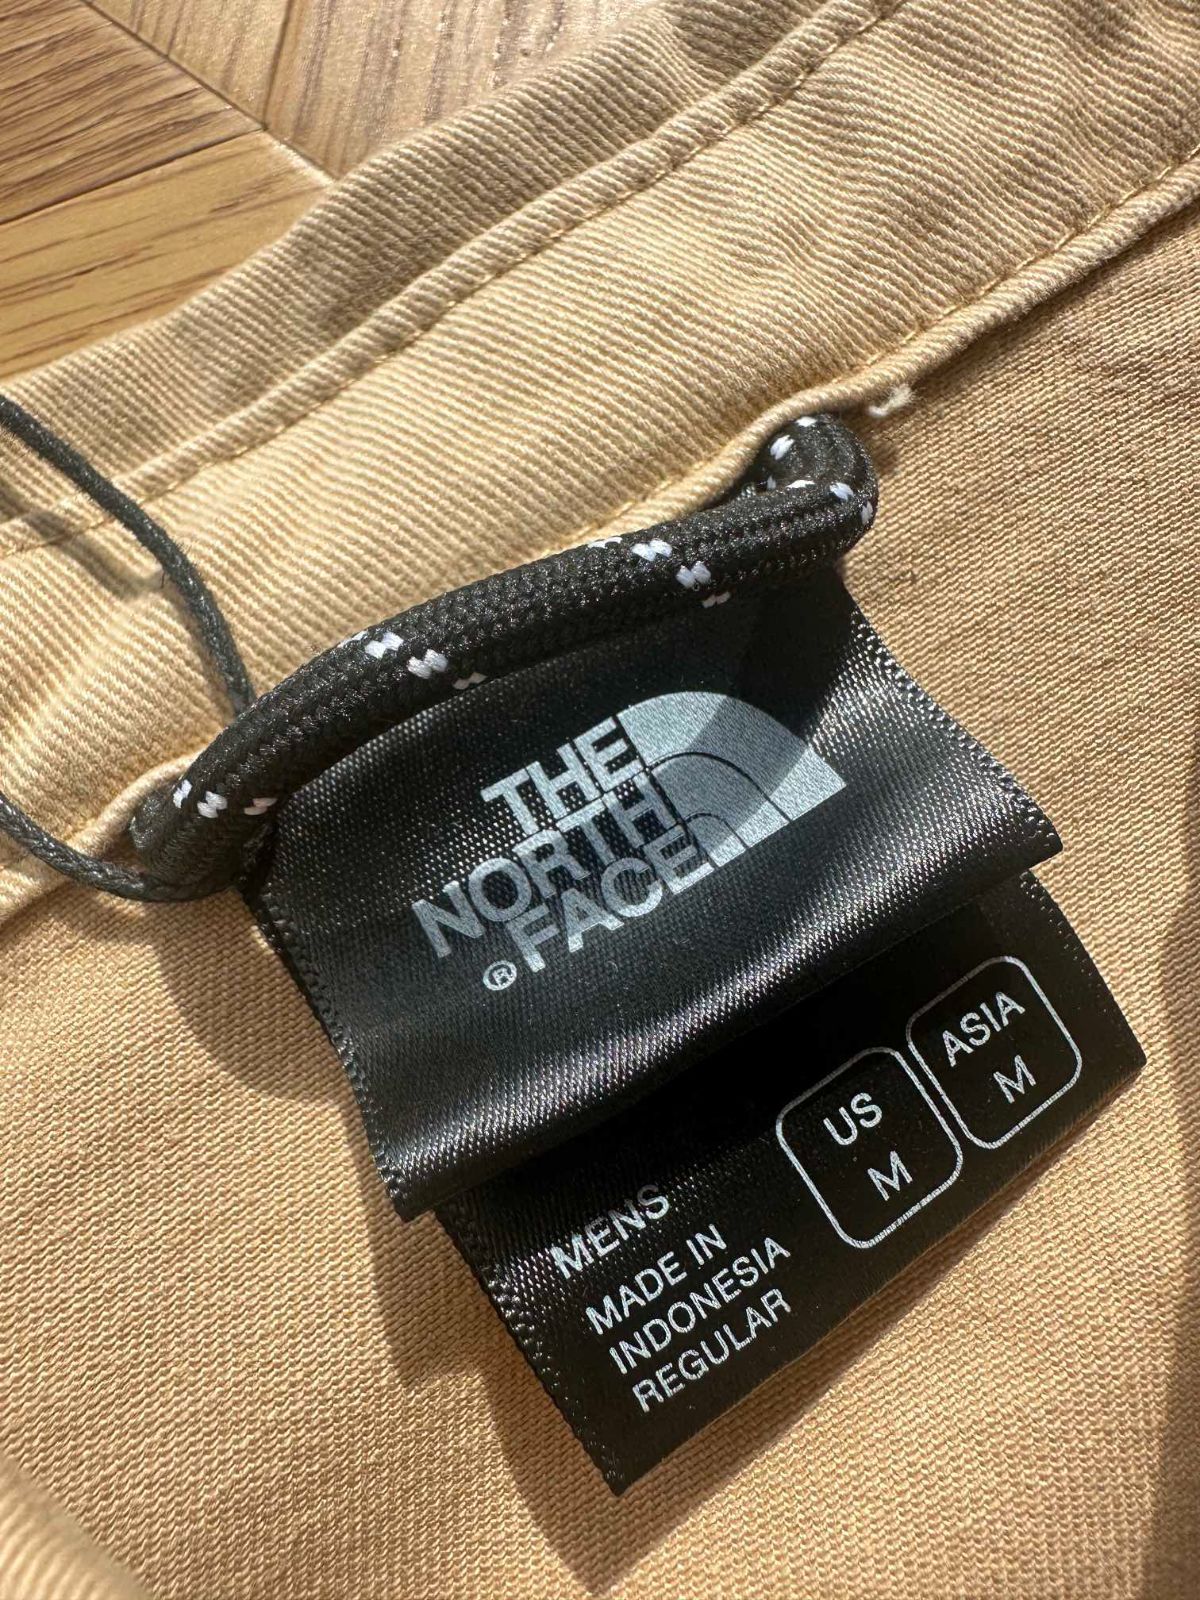 THE
NORTH
FACE
®
US
M
ASIA
M
MENS
MADE IN
INDONESIA
REGULAR